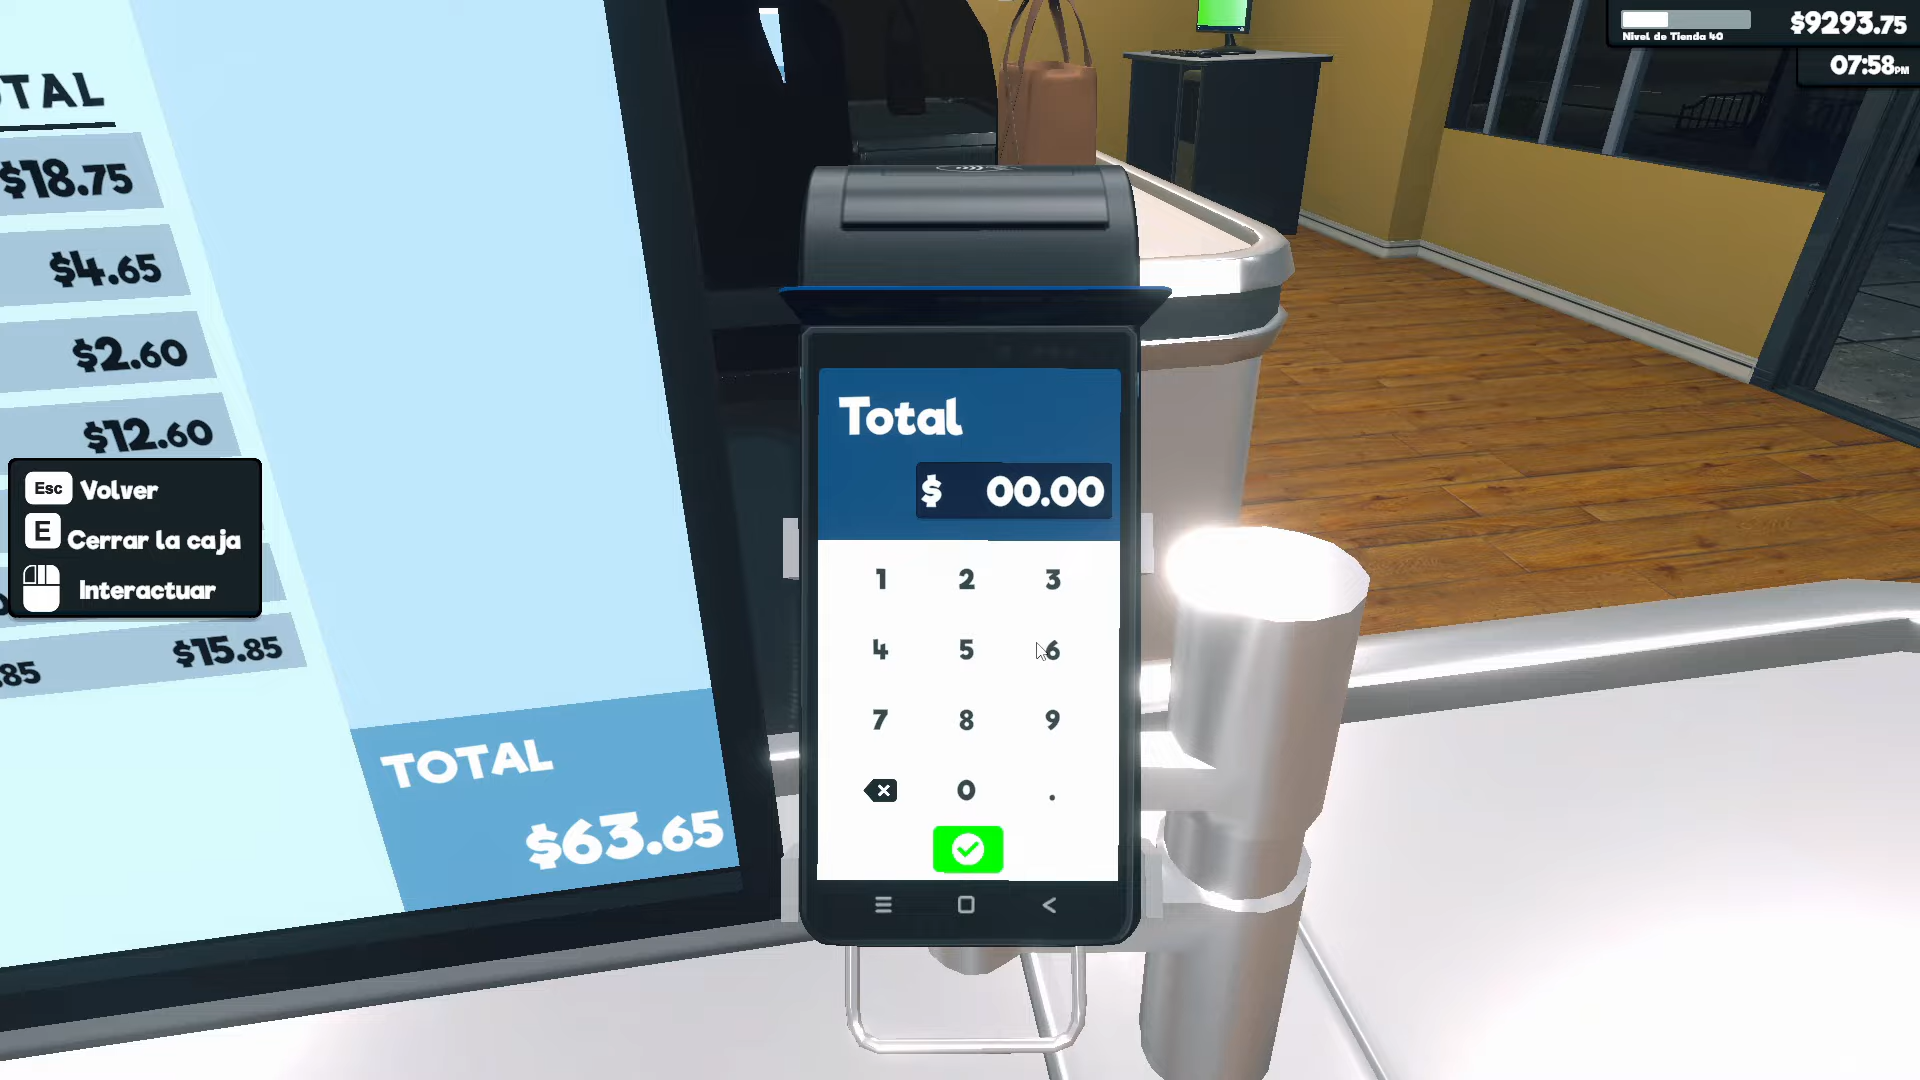 $9293.75
Nivel de Tienda 40
07:58PM
TAL
$18.75
$4.65
$2.60
$12.60
Esc Volver
E Cerrar la caja
Interactuar
.85 $15.85
TOTAL
$63.65
Total
$ 00.00
1 2 3
4 5 6
7 8 9
0 .